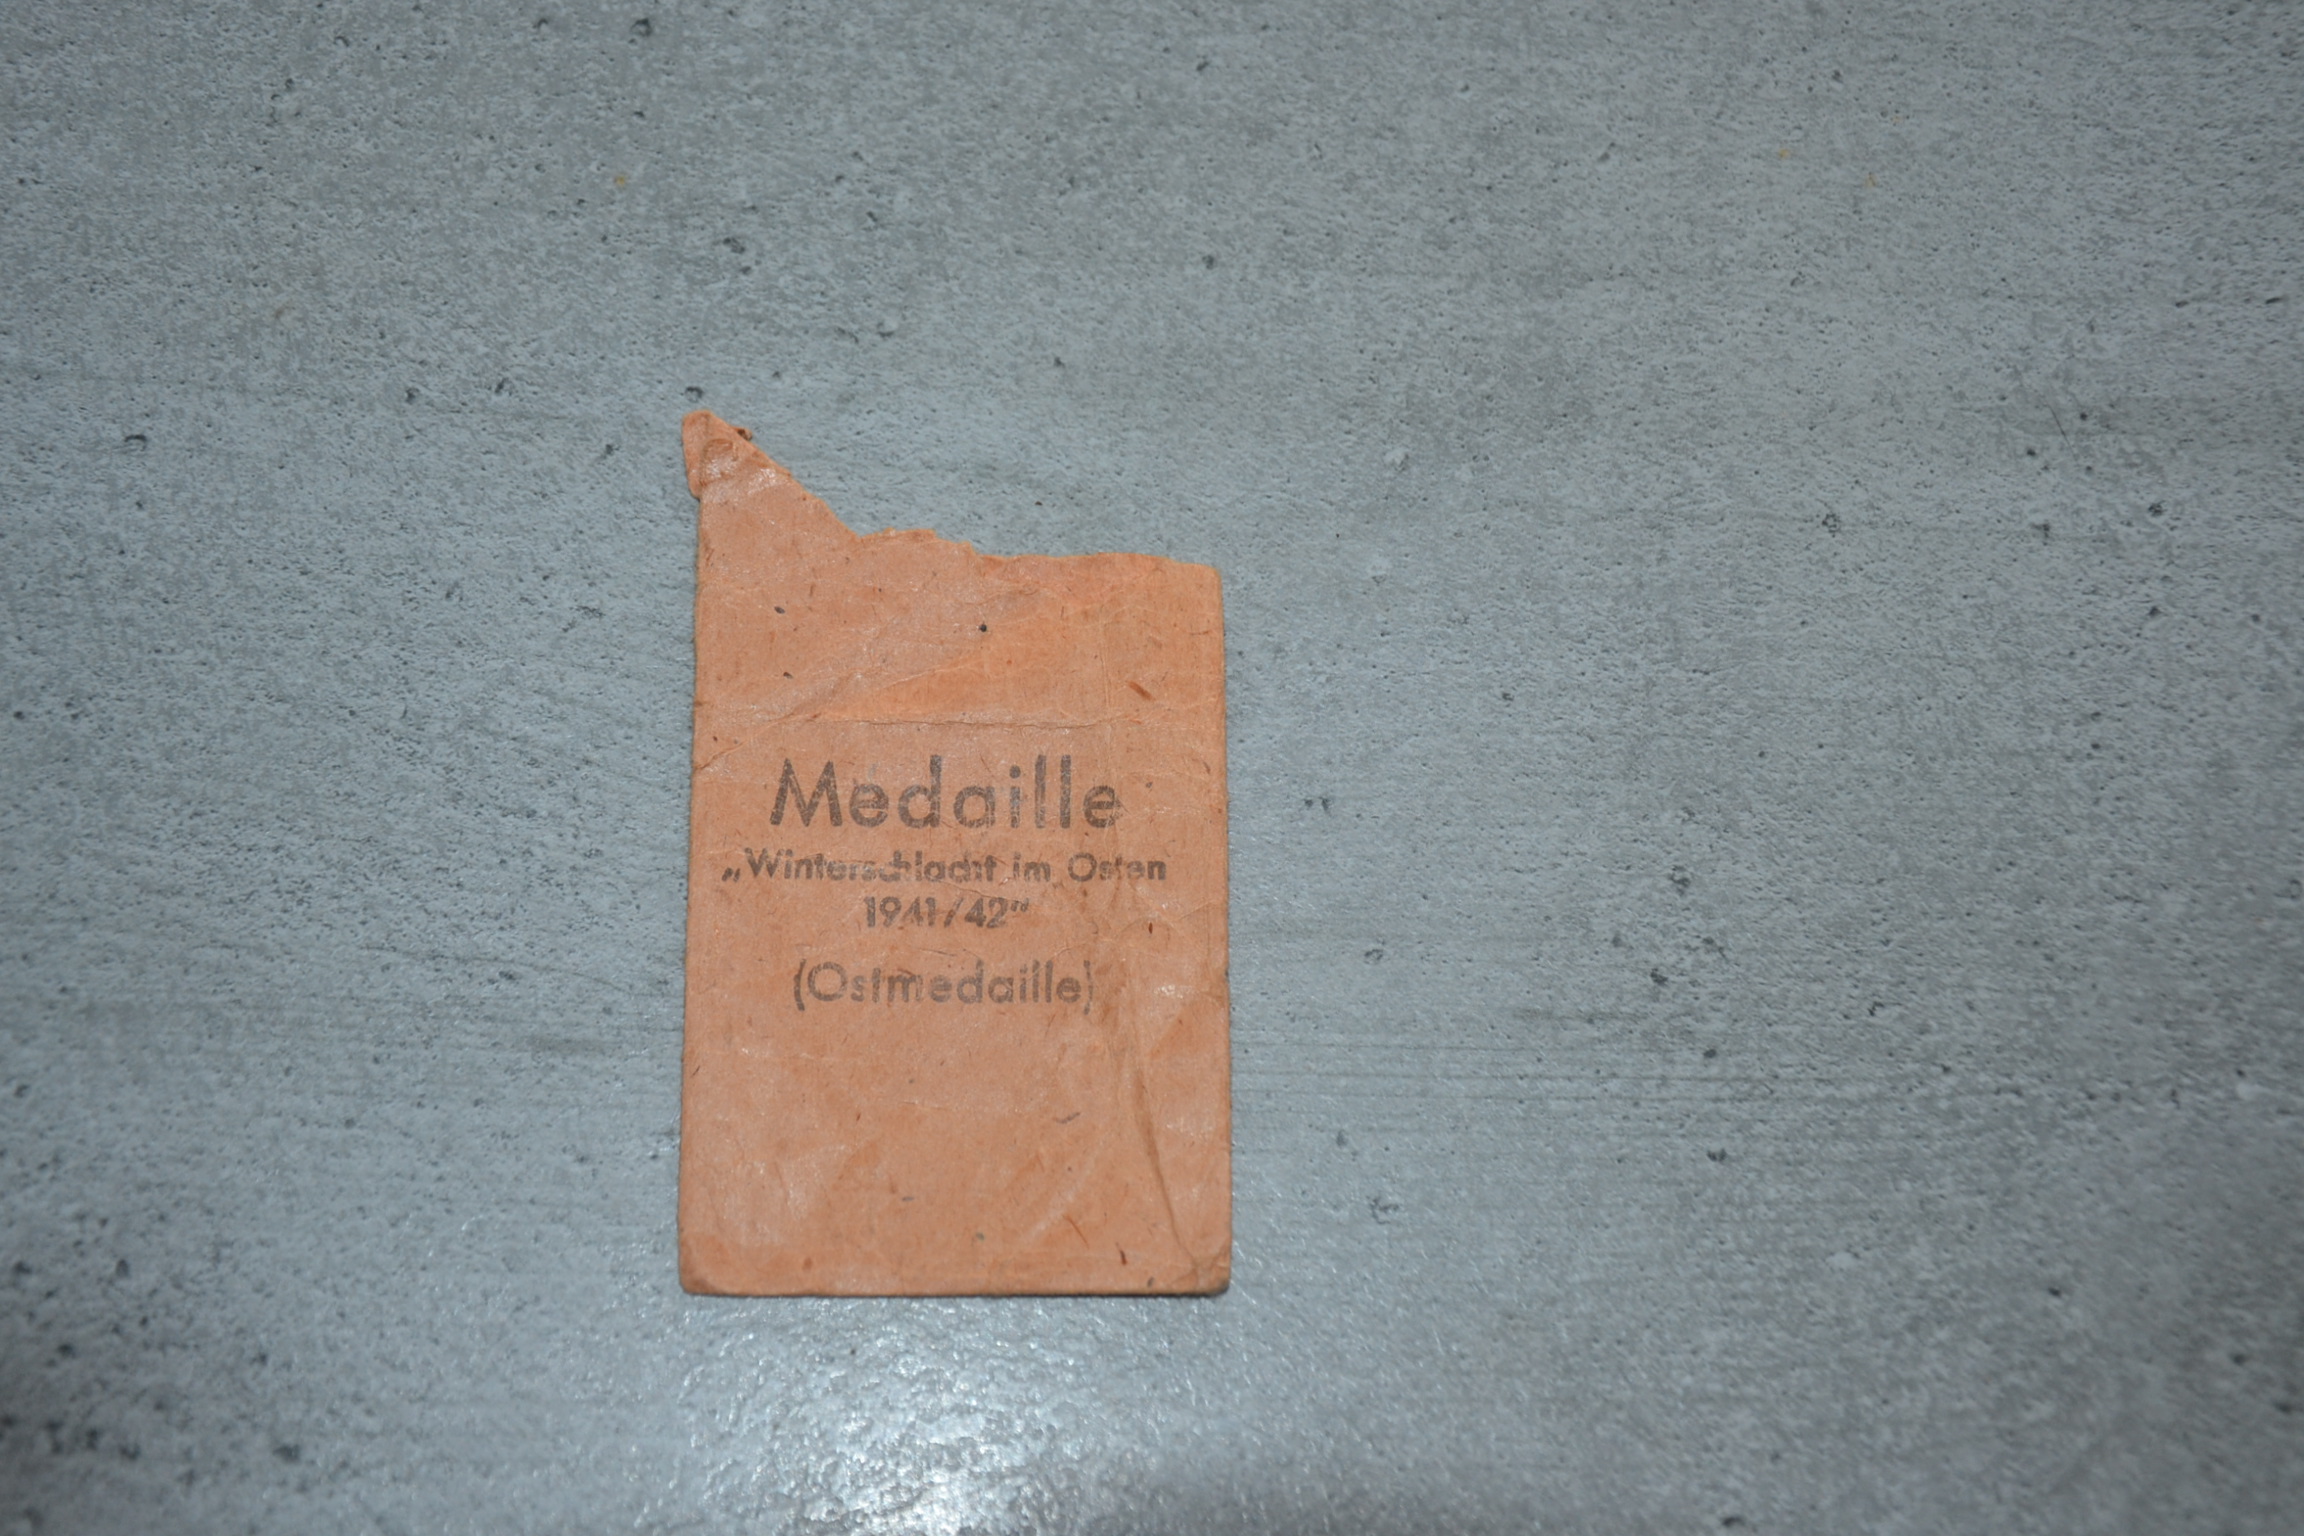 Medaille
„Winterschlacht im Osten
1941/42“
(Ostmedaille)